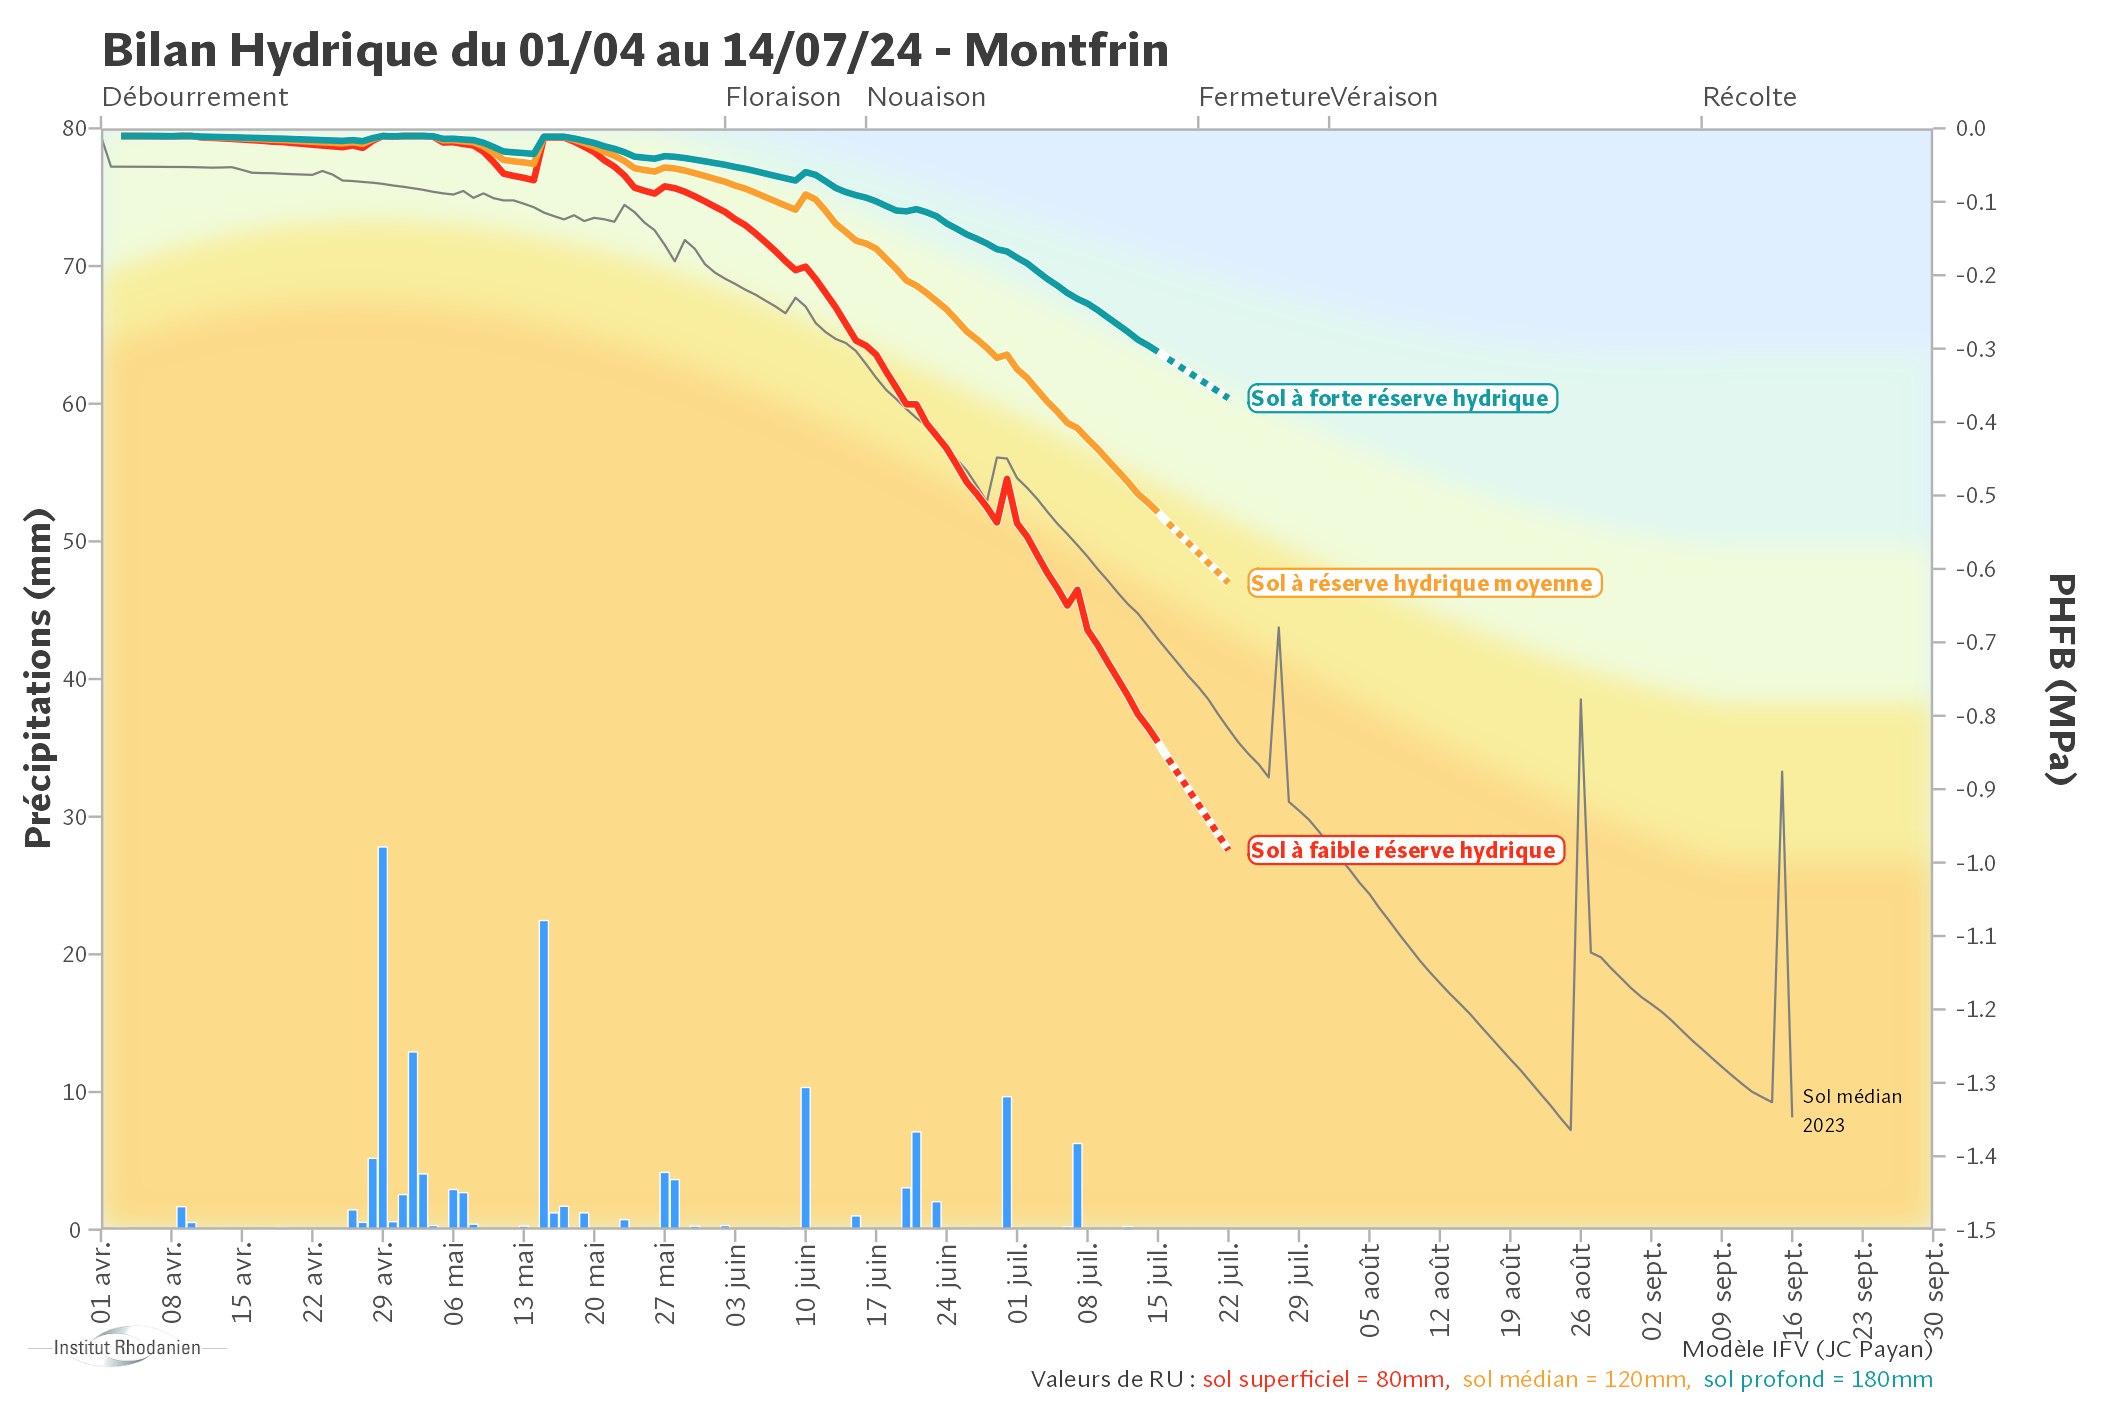 Bilan Hydrique du 01/04 au 14/07/24 - Montfrin
Débourrement Floraison Nouaison Fermeture Véraison Récolte
80 0.0
-0.1
70 -0.2
-0.3
60 -0.4
-0.5
50 -0.6
-0.7
40 -0.8
-0.9
30 -1.0
-1.1
20 -1.2
10 -1.3
-1.4
0 -1.5
Précipitations (mm)
PHFB (MPa)
Sol à forte réserve hydrique
Sol à réserve hydrique moyenne
Sol à faible réserve hydrique
Sol médian
2023
01 avr.
08 avr.
15 avr.
22 avr.
29 avr.
06 mai
13 mai
20 mai
27 mai
03 juin
10 juin
17 juin
24 juin
01 juil.
08 juil.
15 juil.
22 juil.
29 juil.
05 août
12 août
19 août
26 août
02 sept.
09 sept.
16 sept.
23 sept.
30 sept.
Institut Rhodanien
Modèle IFV (JC Payan)
Valeurs de RU : sol superficiel = 80mm, sol médian = 120mm, sol profond = 180mm